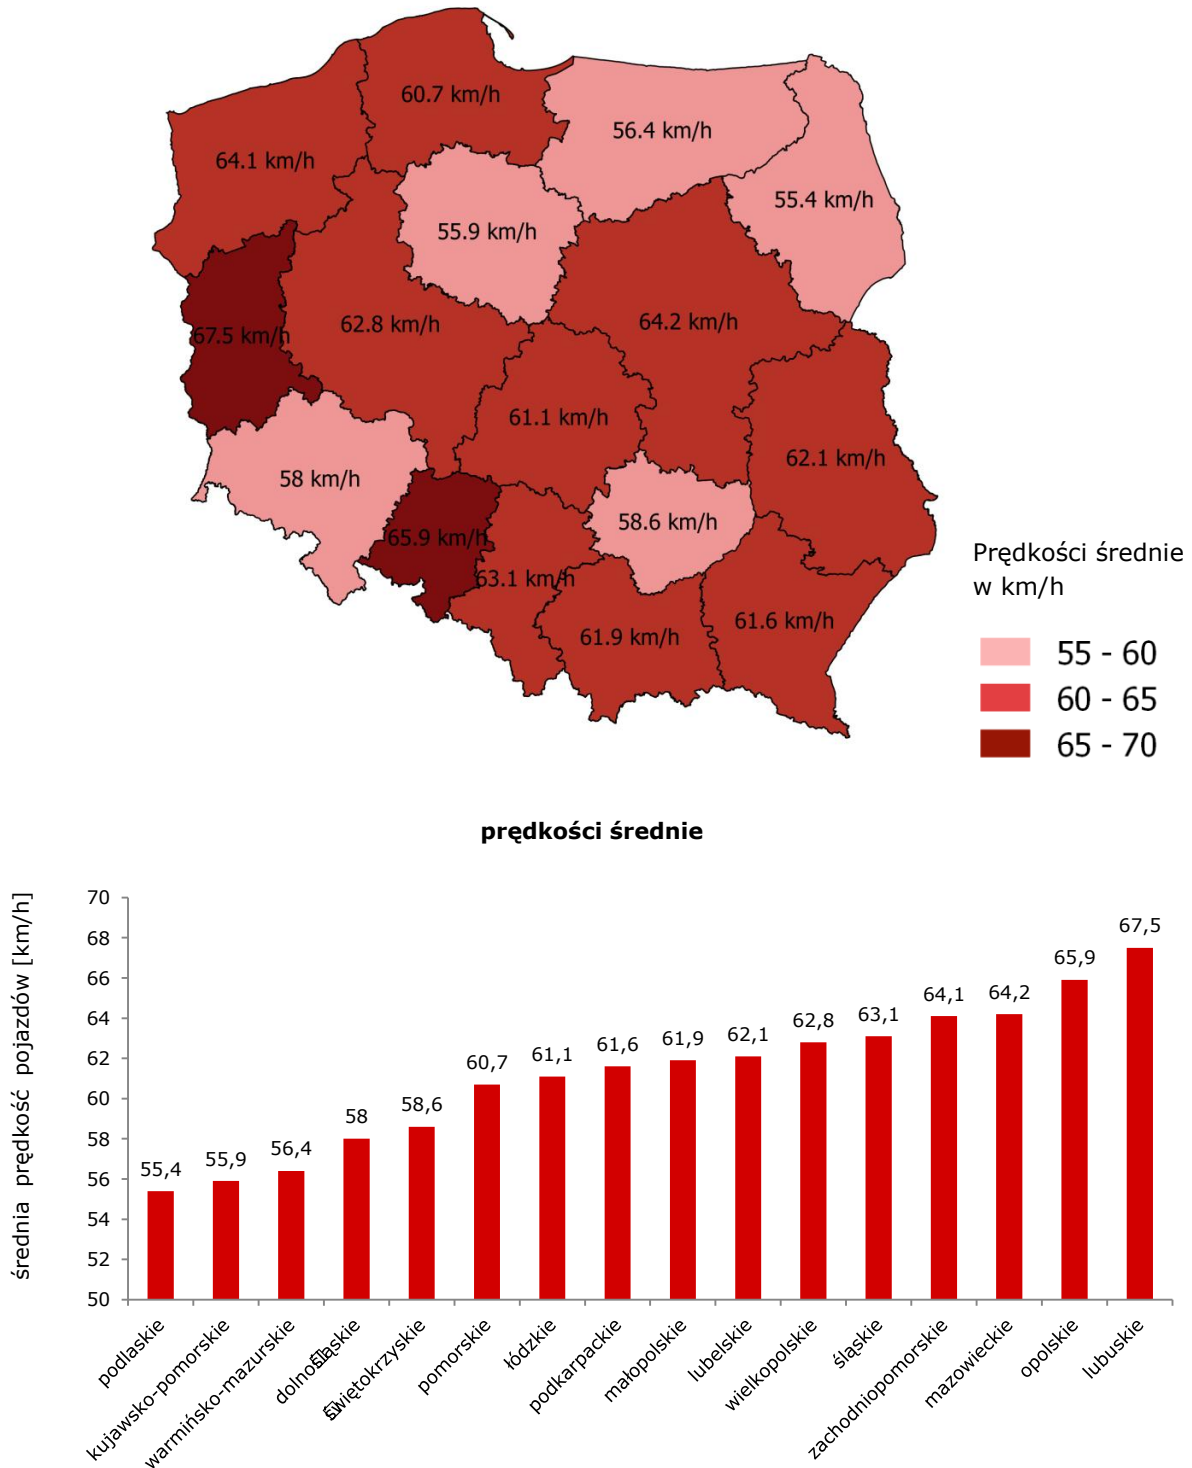 60.7 km/h
56.4 km/h
64.1 km/h
55.4 km/h
55.9 km/h
67.5 km/h
62.8 km/h
64.2 km/h
61.1 km/h
62.1 km/h
58 km/h
58.6 km/h
65.9 km/h
63.1 km/h
61.9 km/h
61.6 km/h
Prędkości średnie
w km/h
55 - 60
60 - 65
65 - 70
prędkości średnie
średnia prędkość pojazdów [km/h]
70
68
66
64
62
60
58
56
54
52
50
55,4
55,9
56,4
58
58,6
60,7
61,1
61,6
61,9
62,1
62,8
63,1
64,1
64,2
65,9
67,5
podlaskie
kujawsko-pomorskie
warmińsko-mazurskie
dolnośląskie
świętokrzyskie
pomorskie
łódzkie
podkarpackie
małopolskie
lubelskie
wielkopolskie
śląskie
zachodniopomorskie
mazowieckie
opolskie
lubuskie